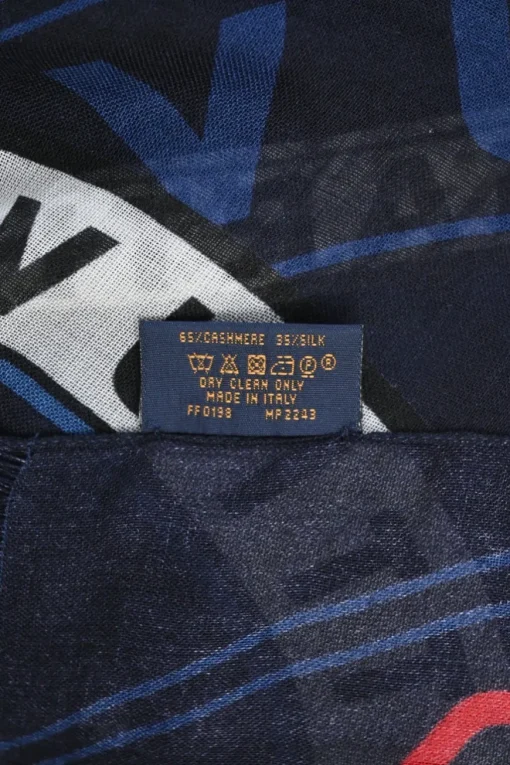 65%CASHMERE 35%SILK
P ®
DRY CLEAN ONLY
MADE IN ITALY
FF0198 MP2243